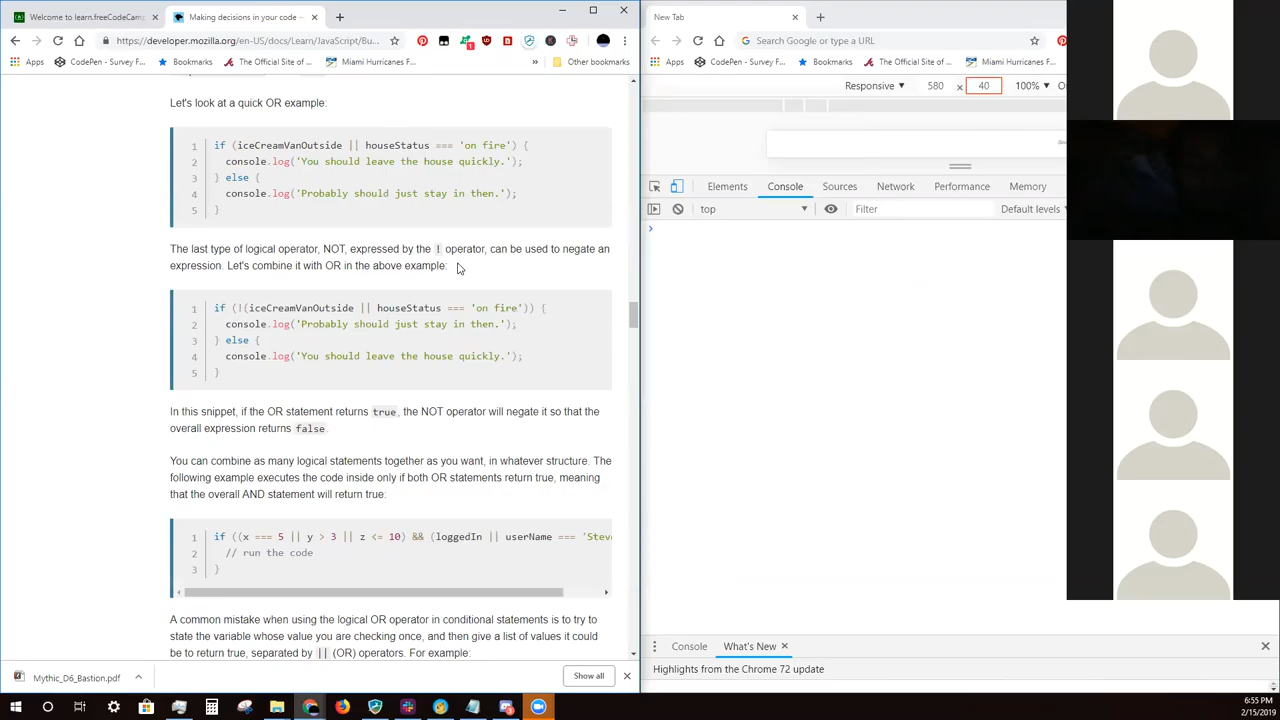 Welcome to learn.freeCodeCam
Making decisions in your code –
New Tab
https://developer.mozilla.org/en-US/docs/Learn/JavaScript/Bu...
1
Search Google or type a URL
Apps
CodePen - Survey F...
Bookmarks
The Official Site of ...
Miami Hurricanes F...
»
Other bookmarks
Apps
CodePen - Survey F...
Bookmarks
The Official Site of ...
Miami Hurricanes F
Let's look at a quick OR example:
1 if (iceCreamVanOutside || houseStatus === 'on fire') {
2 console.log('You should leave the house quickly.');
3 } else {
4 console.log('Probably should just stay in then.');
5 }
The last type of logical operator, NOT, expressed by the ! operator, can be used to negate an
expression. Let's combine it with OR in the above example:
1 if (!(iceCreamVanOutside || houseStatus === 'on fire')) {
2 console.log('Probably should just stay in then.');
3 } else {
4 console.log('You should leave the house quickly.');
5 }
In this snippet, if the OR statement returns true, the NOT operator will negate it so that the
overall expression returns false.
You can combine as many logical statements together as you want, in whatever structure. The
following example executes the code inside only if both OR statements return true, meaning
that the overall AND statement will return true:
1 if ((x === 5 || y > 3 || z <= 10) && (loggedIn || userName === 'Steve
2 // run the code
3 }
A common mistake when using the logical OR operator in conditional statements is to try to
state the variable whose value you are checking once, and then give a list of values it could
be to return true, separated by || (OR) operators. For example:
Responsive 580 × 40 100%
Elements Console Sources Network Performance Memory
top Filter Default levels
Console What's New
Highlights from the Chrome 72 update
Mythic_D6_Bastion.pdf
Show all
6:55 PM
2/15/2019